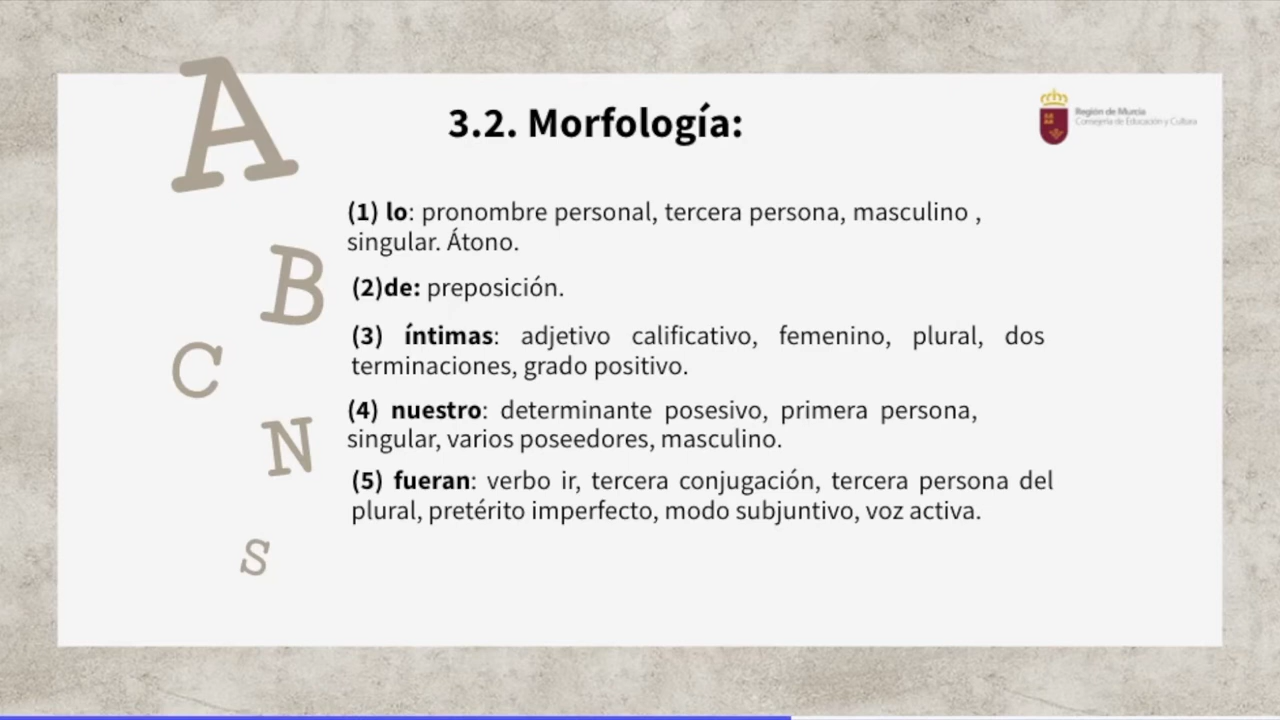 A
3.2. Morfología:
Región de Murcia
Consejería de Educación y Cultura
(1) lo: pronombre personal, tercera persona, masculino ,
singular. Átono.
B
(2)de: preposición.
(3) íntimas: adjetivo calificativo, femenino, plural, dos
terminaciones, grado positivo.
C
(4) nuestro: determinante posesivo, primera persona,
singular, varios poseedores, masculino.
N
(5) fueran: verbo ir, tercera conjugación, tercera persona del
plural, pretérito imperfecto, modo subjuntivo, voz activa.
S